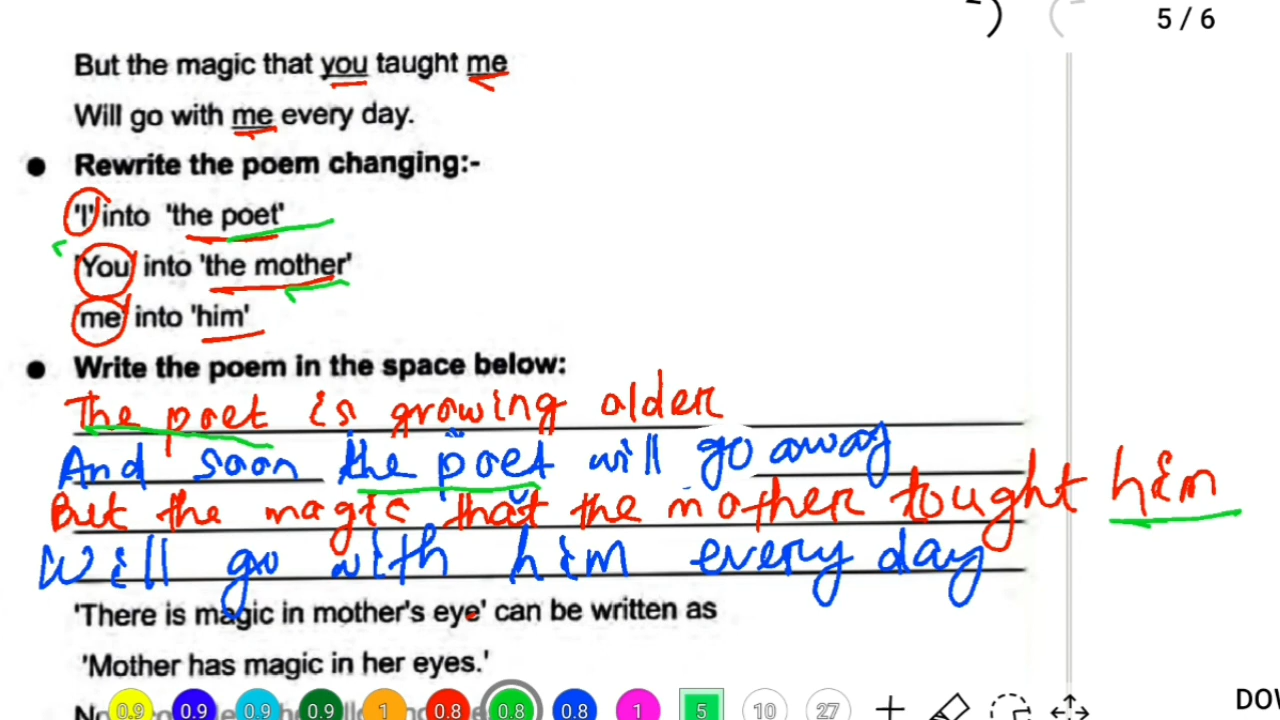 5 / 6
But the magic that you taught me
Will go with me every day.
● Rewrite the poem changing:-
'I' into 'the poet'
'You' into 'the mother'
'me' into 'him'
● Write the poem in the space below:
The poet is growing older
And soon the poet will go away
But the magic that the mother tought him
Will go with him every day
'There is magic in mother's eye' can be written as
'Mother has magic in her eyes.'
0.9 0.9 0.9 0.9 1 0.8 0.8 0.8 1 5 10 27